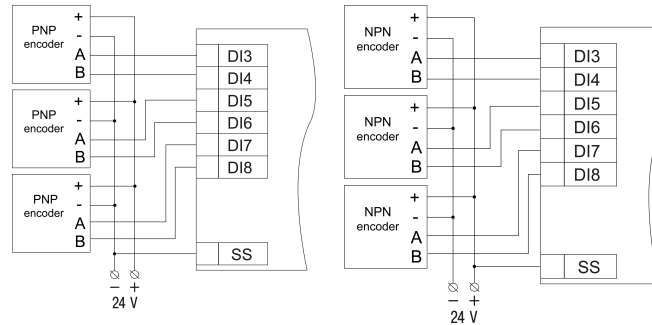 PNP
encoder
+
-
A
B
PNP
encoder
+
-
A
B
PNP
encoder
+
-
A
B
DI3
DI4
DI5
DI6
DI7
DI8
SS
- +
24 V
NPN
encoder
+
-
A
B
NPN
encoder
+
-
A
B
NPN
encoder
+
-
A
B
DI3
DI4
DI5
DI6
DI7
DI8
SS
- +
24 V